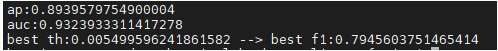 ap:0.8939579754900004
auc:0.9323933311417278
best th:0.005499596241861582 --> best f1:0.7945603751465414